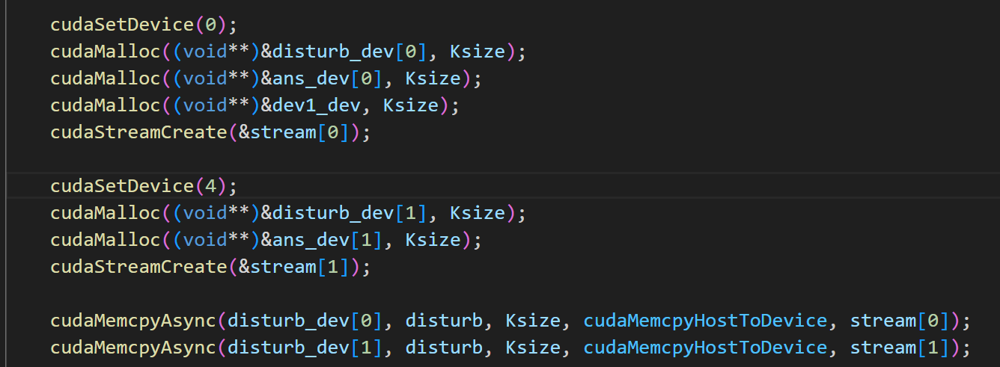 cudaSetDevice(0);
cudaMalloc((void**)&disturb_dev[0], Ksize);
cudaMalloc((void**)&ans_dev[0], Ksize);
cudaMalloc((void**)&dev1_dev, Ksize);
cudaStreamCreate(&stream[0]);
cudaSetDevice(4);
cudaMalloc((void**)&disturb_dev[1], Ksize);
cudaMalloc((void**)&ans_dev[1], Ksize);
cudaStreamCreate(&stream[1]);
cudaMemcpyAsync(disturb_dev[0], disturb, Ksize, cudaMemcpyHostToDevice, stream[0]);
cudaMemcpyAsync(disturb_dev[1], disturb, Ksize, cudaMemcpyHostToDevice, stream[1]);